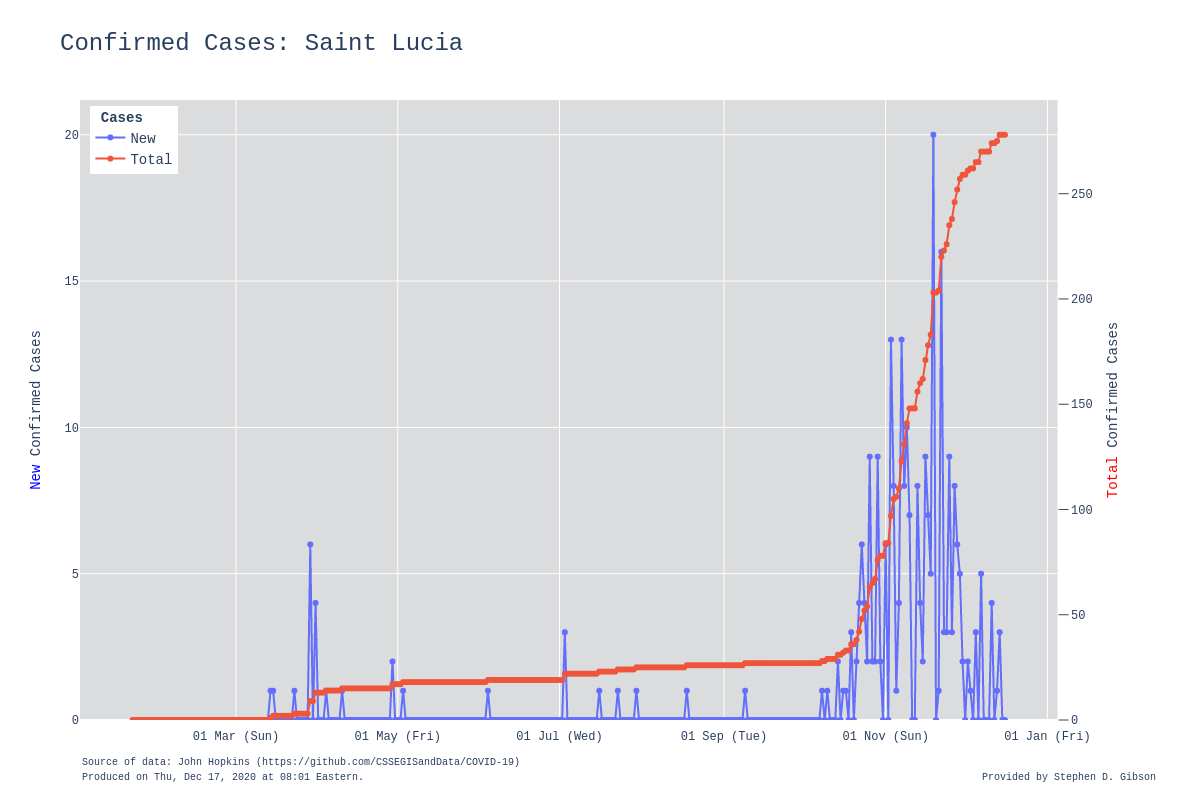 Confirmed Cases: Saint Lucia
Cases
New
Total
20
15
10
5
0
250
200
150
100
50
0
New Confirmed Cases
Total Confirmed Cases
01 Mar (Sun)
01 May (Fri)
01 Jul (Wed)
01 Sep (Tue)
01 Nov (Sun)
01 Jan (Fri)
Source of data: John Hopkins (https://github.com/CSSEGISandData/COVID-19)
Produced on Thu, Dec 17, 2020 at 08:01 Eastern.
Provided by Stephen D. Gibson